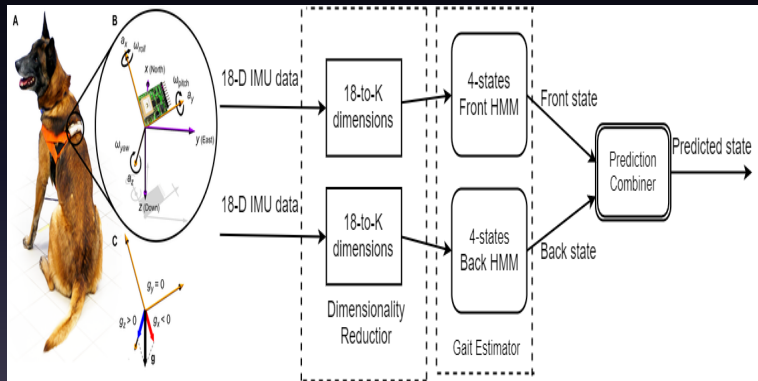 A
B
a_x
ω_roll
x (North)
ω_pitch
a_y
y (East)
ω_yaw
a_z
Z (Down)
C
g_y = 0
g_z > 0
g_x < 0
g
18-D IMU data
18-to-K
dimensions
4-states
Front HMM
Front state
18-D IMU data
18-to-K
dimensions
4-states
Back HMM
Back state
Prediction
Combiner
Predicted state
Dimensionality
Reductior
Gait Estimator